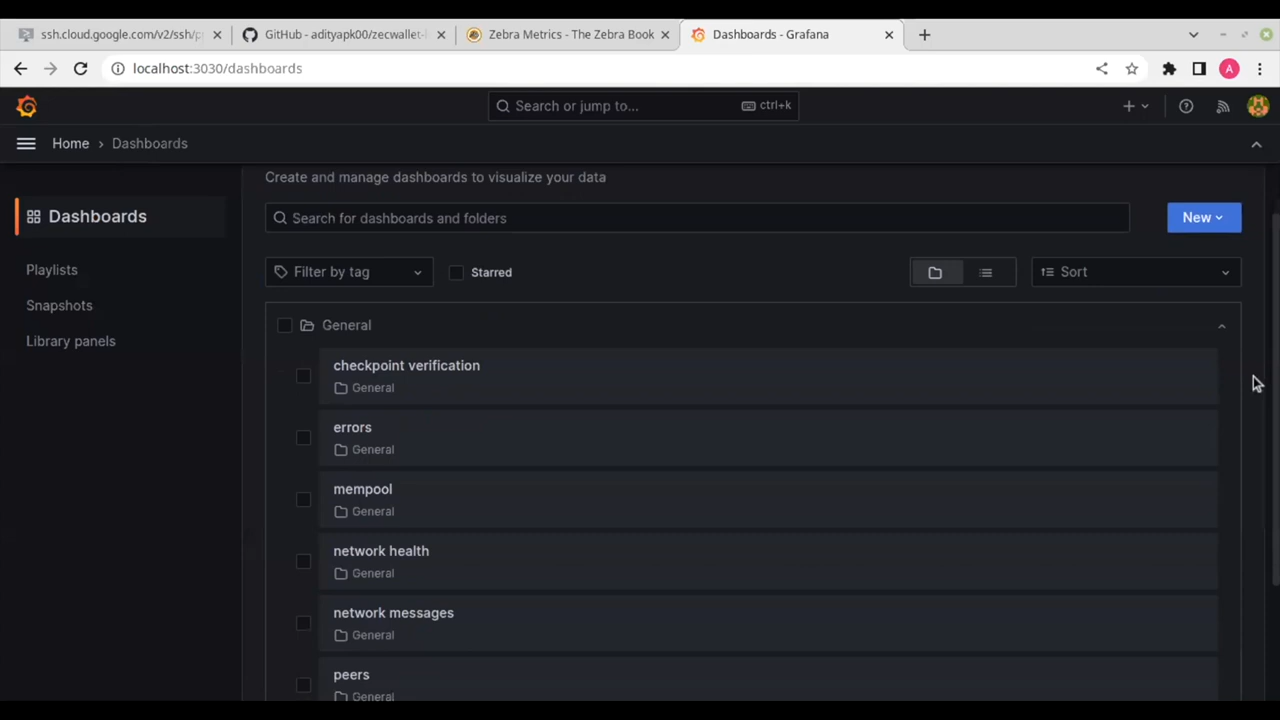 ssh.cloud.google.com/v2/ssh/p
GitHub - adityapk00/zecwallet-l
Zebra Metrics - The Zebra Book
Dashboards - Grafana
localhost:3030/dashboards
A
Search or jump to...
ctrl+k
Home › Dashboards
Dashboards
Playlists
Snapshots
Library panels
Create and manage dashboards to visualize your data
Search for dashboards and folders
New
Filter by tag
Starred
Sort
General
checkpoint verification
General
errors
General
mempool
General
network health
General
network messages
General
peers
General